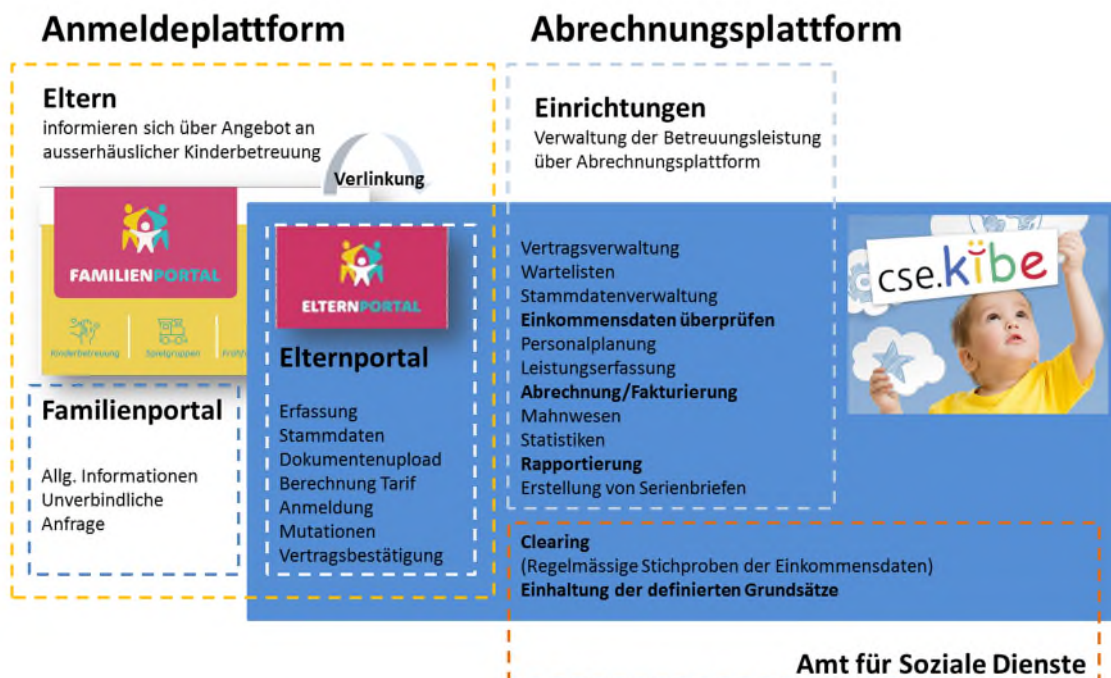 Anmeldeplattform
Abrechnungsplattform
Eltern
informieren sich über Angebot an
ausserhäuslicher Kinderbetreuung
Verlinkung
FAMILIENPORTAL
Kinderbetreuung
Spielgruppen
Familienportal
Allg. Informationen
Unverbindliche
Anfrage
ELTERNPORTAL
Elternportal
Erfassung
Stammdaten
Dokumentenupload
Berechnung Tarif
Anmeldung
Mutationen
Vertragsbestätigung
Einrichtungen
Verwaltung der Betreuungsleistung
über Abrechnungsplattform
Vertragsverwaltung
Wartelisten
Stammdatenverwaltung
Einkommensdaten überprüfen
Personalplanung
Leistungserfassung
Abrechnung/Fakturierung
Mahnwesen
Statistiken
Rapportierung
Erstellung von Serienbriefen
cse.kibe
Clearing
(Regelmässige Stichproben der Einkommensdaten)
Einhaltung der definierten Grundsätze
Amt für Soziale Dienste